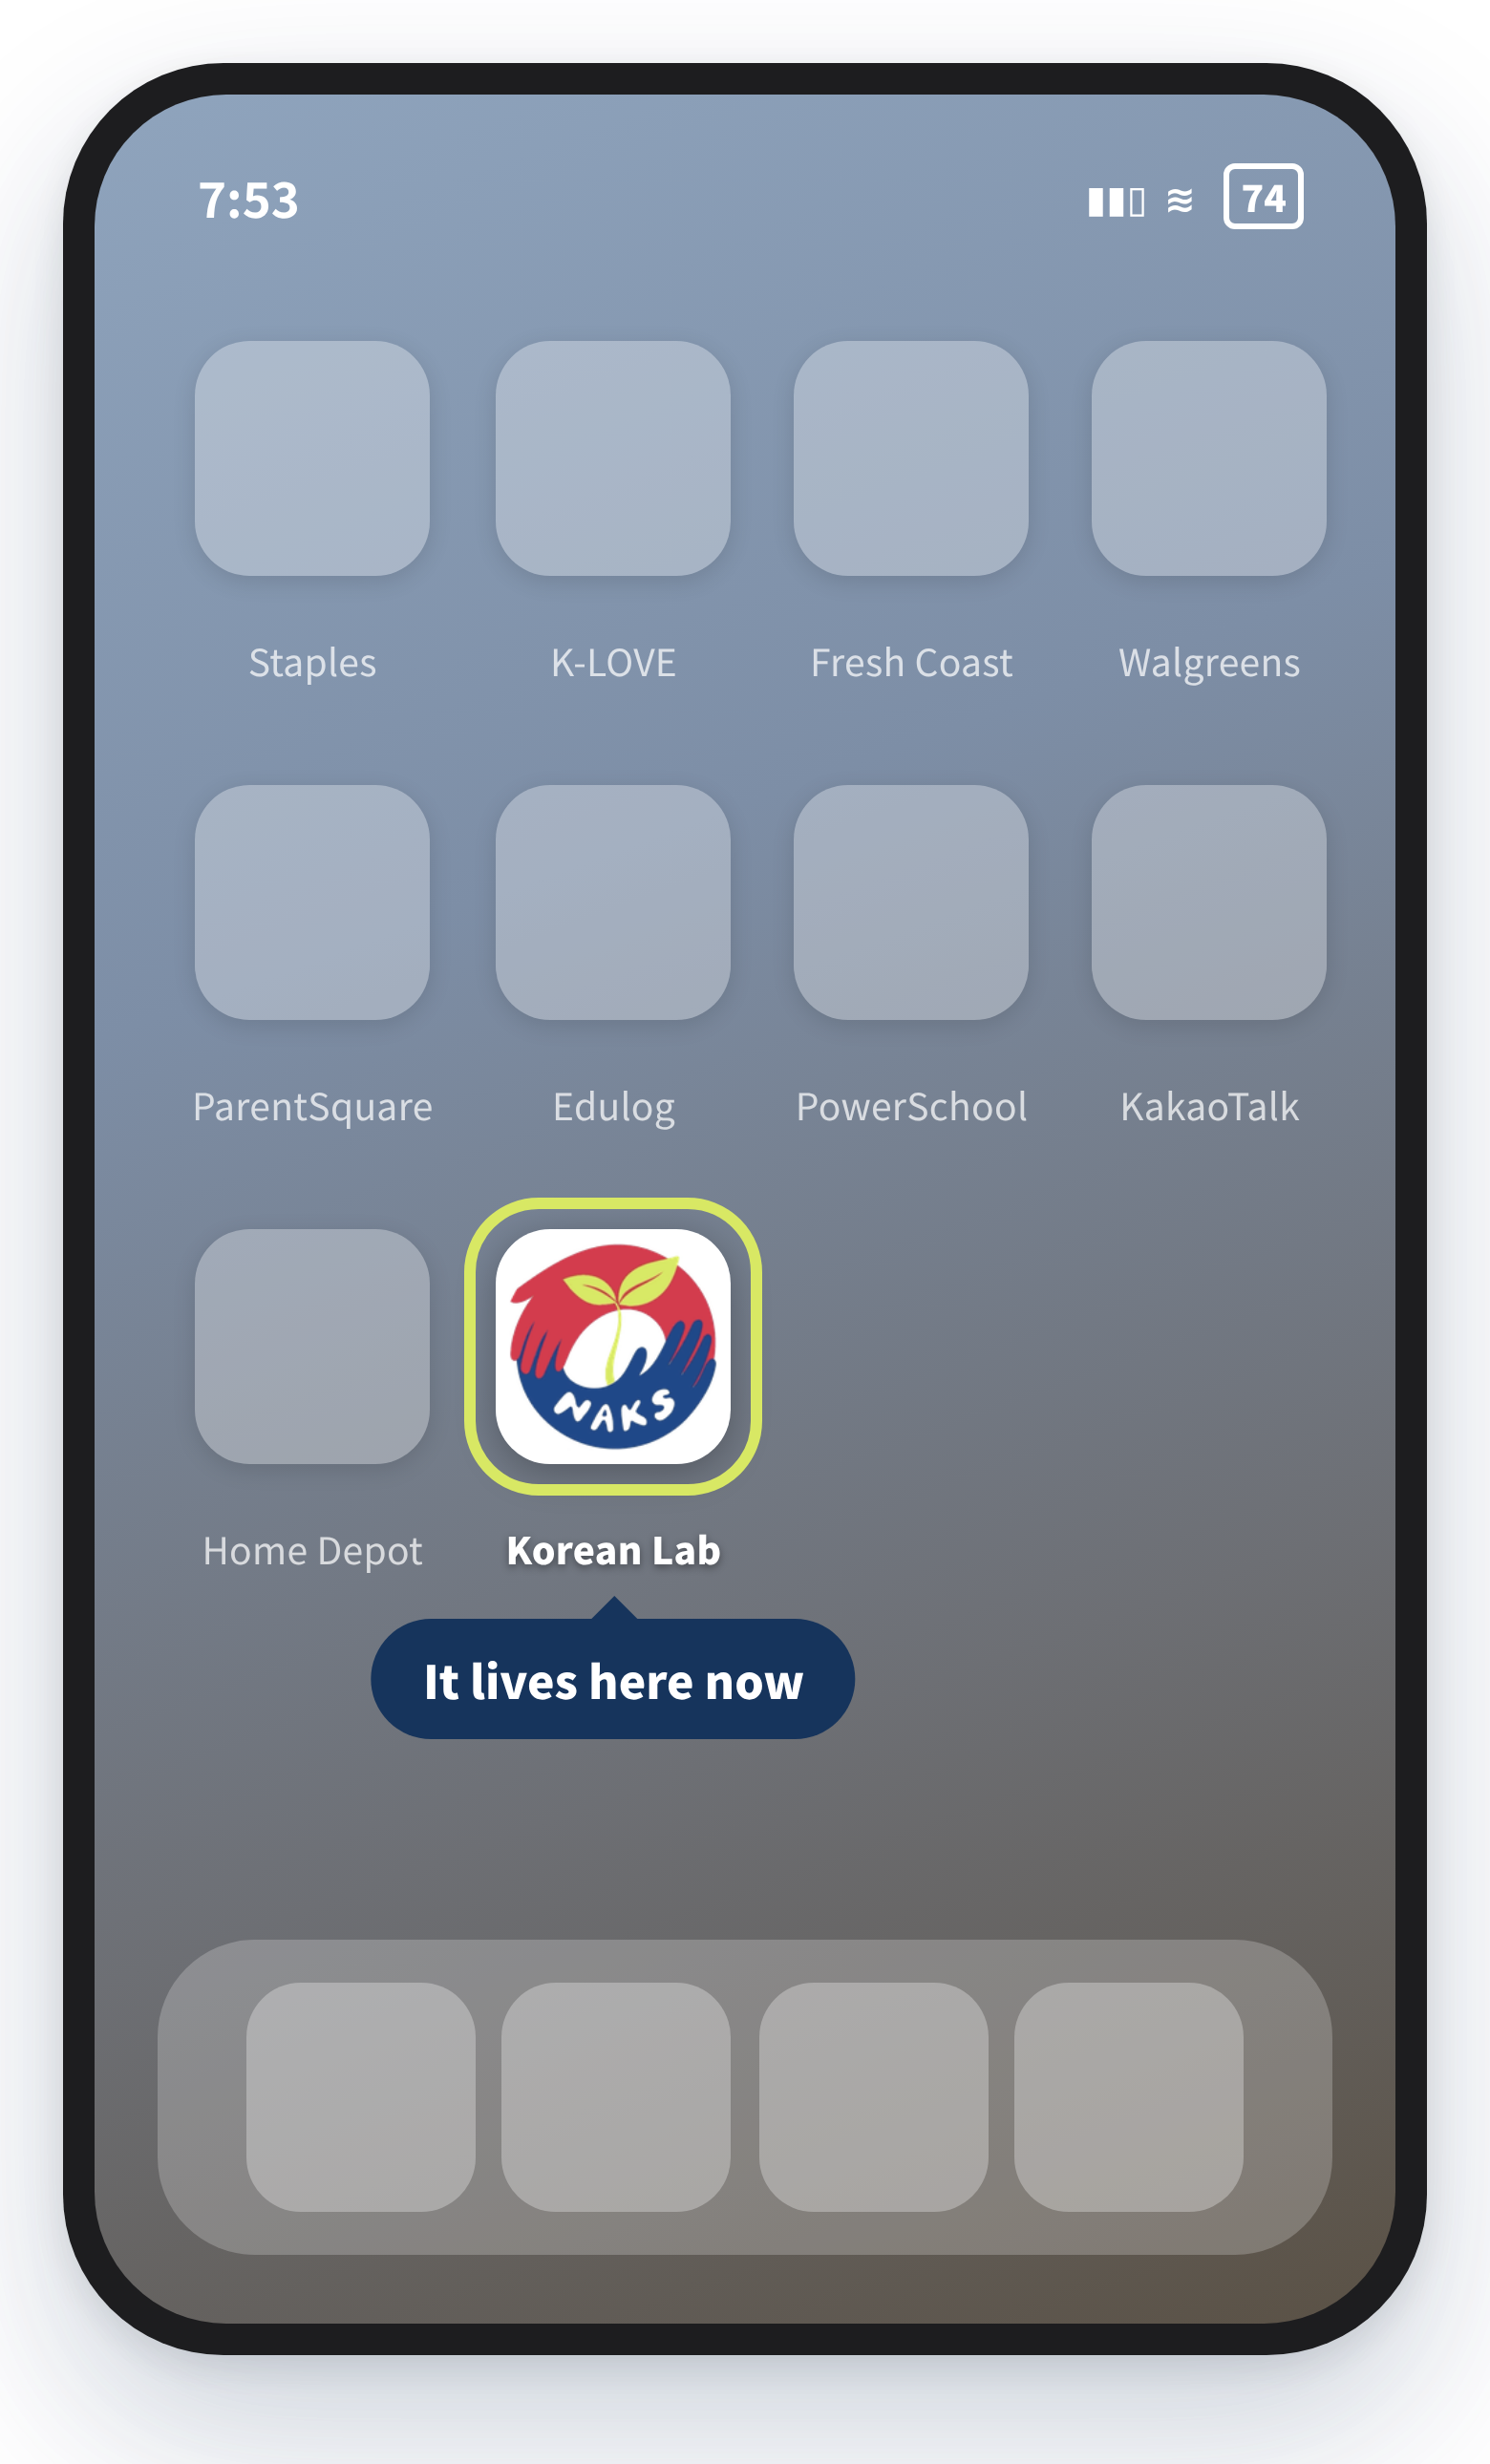 7:53
74
Staples K-LOVE Fresh Coast Walgreens
ParentSquare Edulog PowerSchool KakaoTalk
NAKS
Home Depot Korean Lab
It lives here now